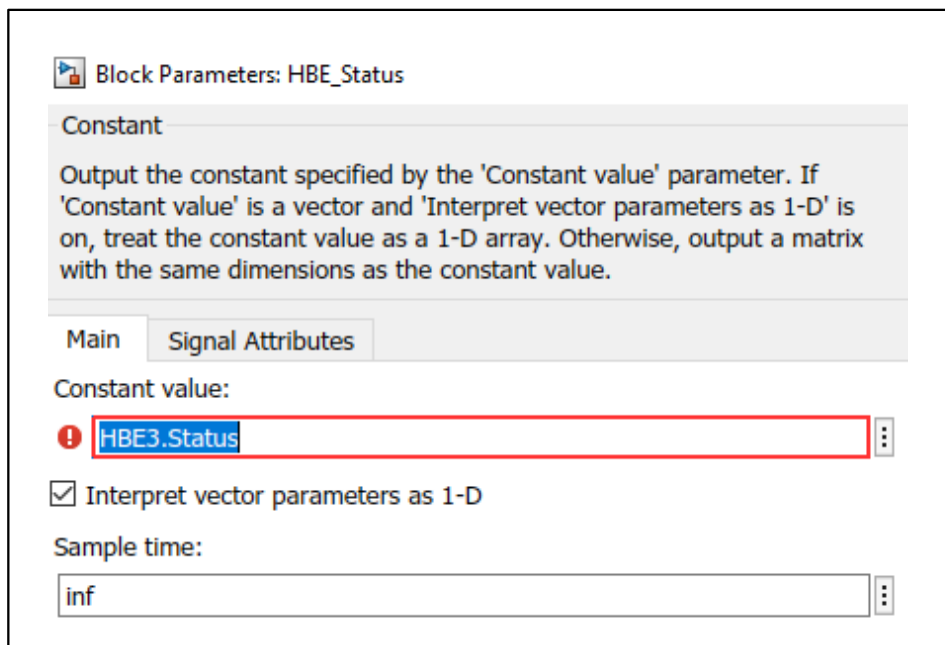 Block Parameters: HBE_Status
Constant
Output the constant specified by the 'Constant value' parameter. If
'Constant value' is a vector and 'Interpret vector parameters as 1-D' is
on, treat the constant value as a 1-D array. Otherwise, output a matrix
with the same dimensions as the constant value.
Main Signal Attributes
Constant value:
HBE3.Status
Interpret vector parameters as 1-D
Sample time:
inf